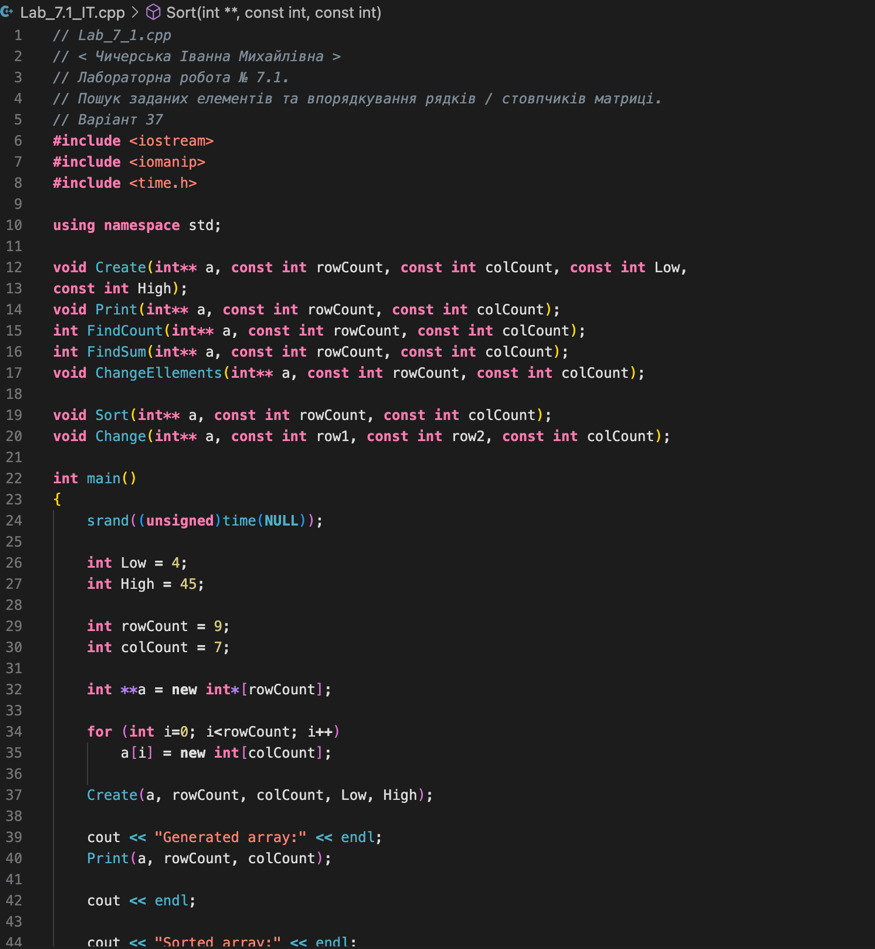 Lab_7.1_IT.cpp > Sort(int **, const int, const int)
1 // Lab_7_1.cpp
2 // < Чичерська Іванна Михайлівна >
3 // Лабораторна робота № 7.1.
4 // Пошук заданих елементів та впорядкування рядків / стовпчиків матриці.
5 // Варіант 37
6 #include <iostream>
7 #include <iomanip>
8 #include <time.h>
9
10 using namespace std;
11
12 void Create(int** a, const int rowCount, const int colCount, const int Low,
13 const int High);
14 void Print(int** a, const int rowCount, const int colCount);
15 int FindCount(int** a, const int rowCount, const int colCount);
16 int FindSum(int** a, const int rowCount, const int colCount);
17 void ChangeEllements(int** a, const int rowCount, const int colCount);
18
19 void Sort(int** a, const int rowCount, const int colCount);
20 void Change(int** a, const int row1, const int row2, const int colCount);
21
22 int main()
23 {
24 srand((unsigned)time(NULL));
25
26 int Low = 4;
27 int High = 45;
28
29 int rowCount = 9;
30 int colCount = 7;
31
32 int **a = new int*[rowCount];
33
34 for (int i=0; i<rowCount; i++)
35 a[i] = new int[colCount];
36
37 Create(a, rowCount, colCount, Low, High);
38
39 cout << "Generated array:" << endl;
40 Print(a, rowCount, colCount);
41
42 cout << endl;
43
44 cout << "Sorted array:" << endl;